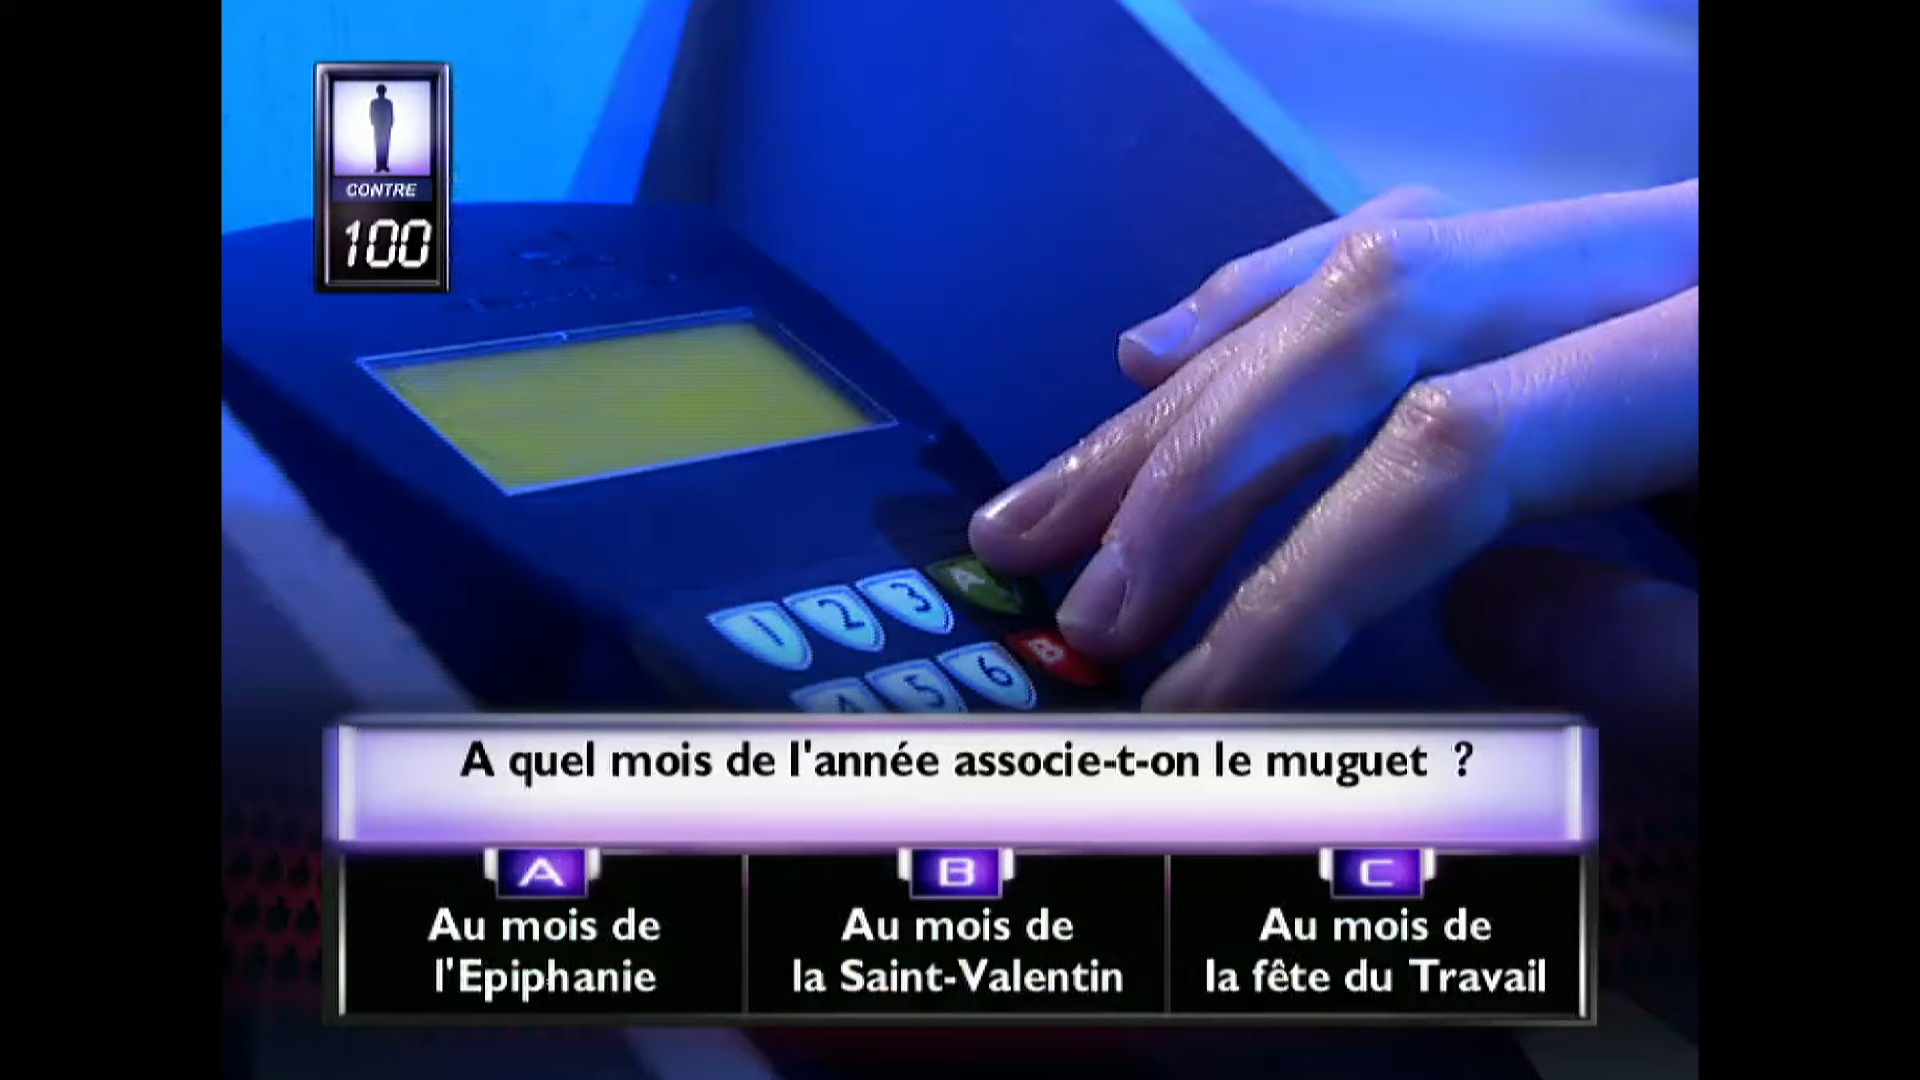 CONTRE
100
1 2 3 A
4 5 6 B
A quel mois de l'année associe-t-on le muguet ?
A
Au mois de
l'Epiphanie
B
Au mois de
la Saint-Valentin
C
Au mois de
la fête du Travail